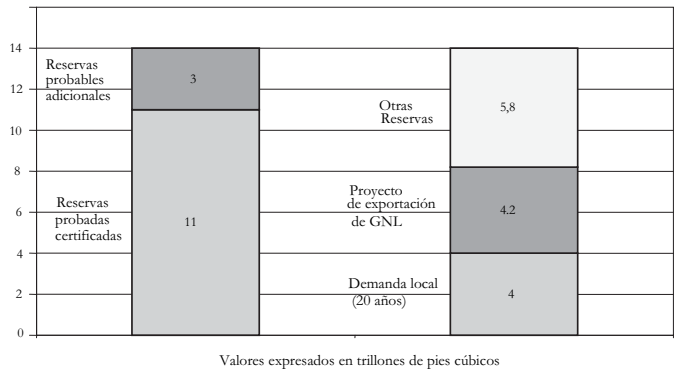 14
12
10
8
6
4
2
0
Reservas
probables
adicionales
3
Reservas
probadas
certificadas
11
Otras
Reservas
5,8
Proyecto
de exportación
de GNL
4.2
Demanda local
(20 años)
4
Valores expresados en trillones de pies cúbicos